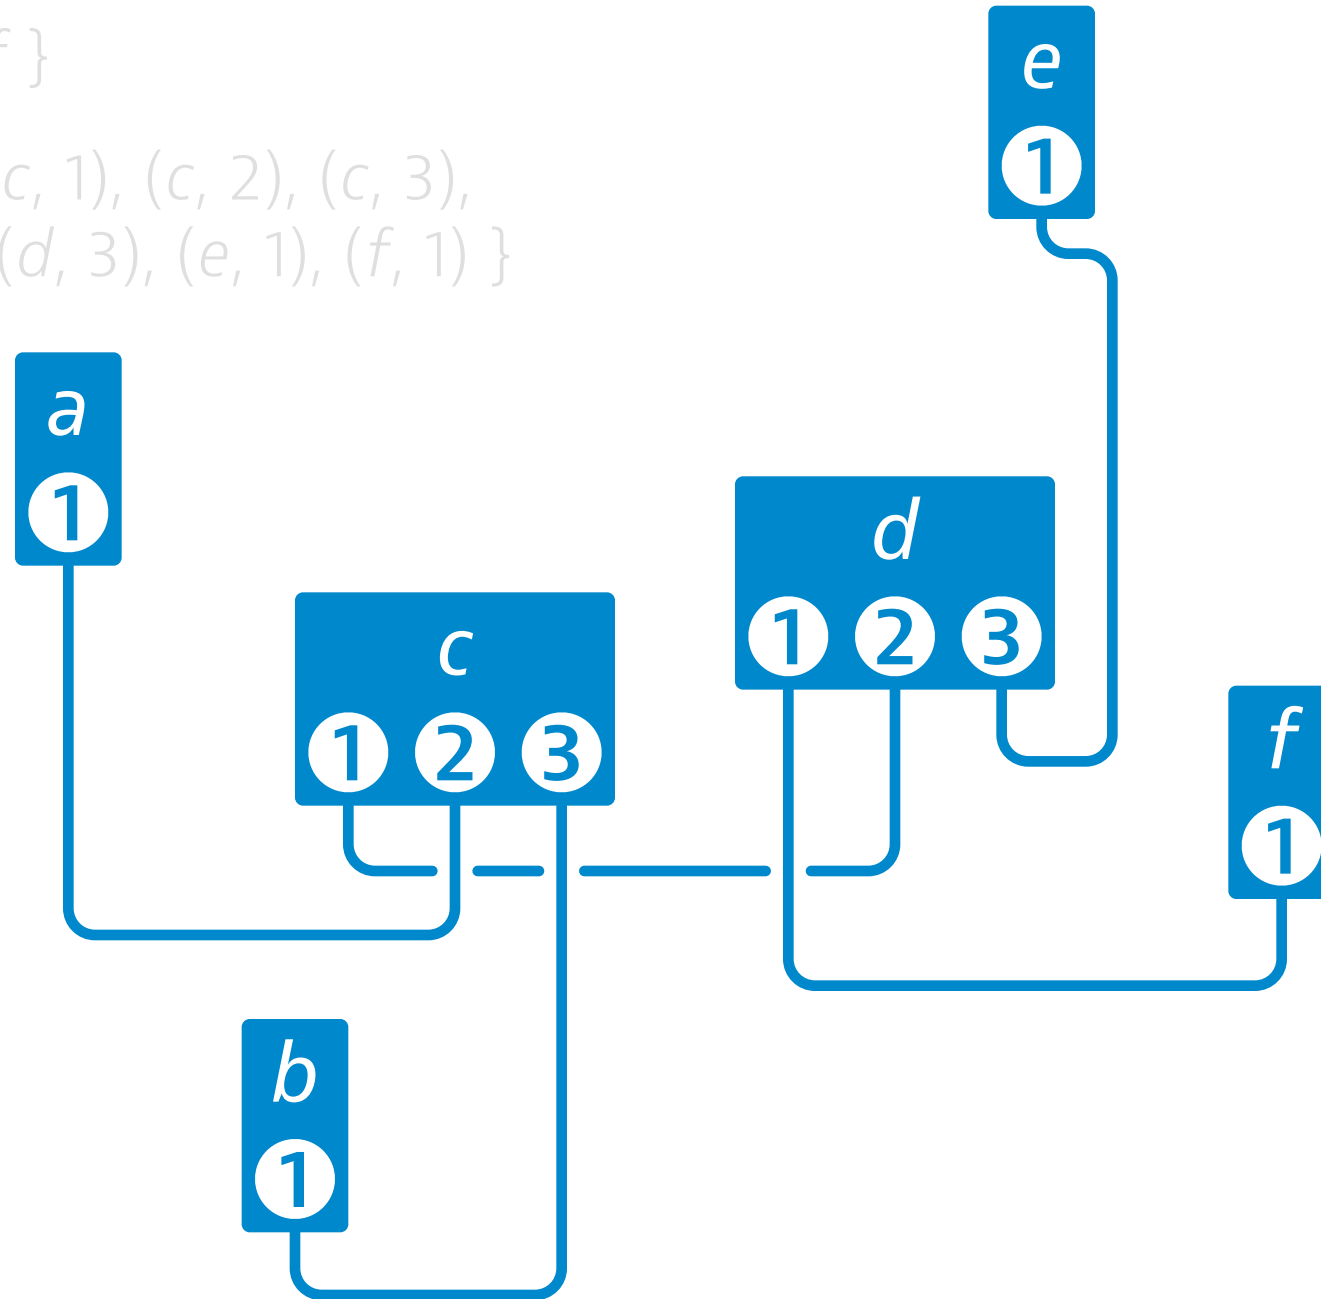 f }
c, 1), (c, 2), (c, 3),
(d, 3), (e, 1), (f, 1) }
e
1
a
1
d
1 2 3
c
1 2 3
f
1
b
1